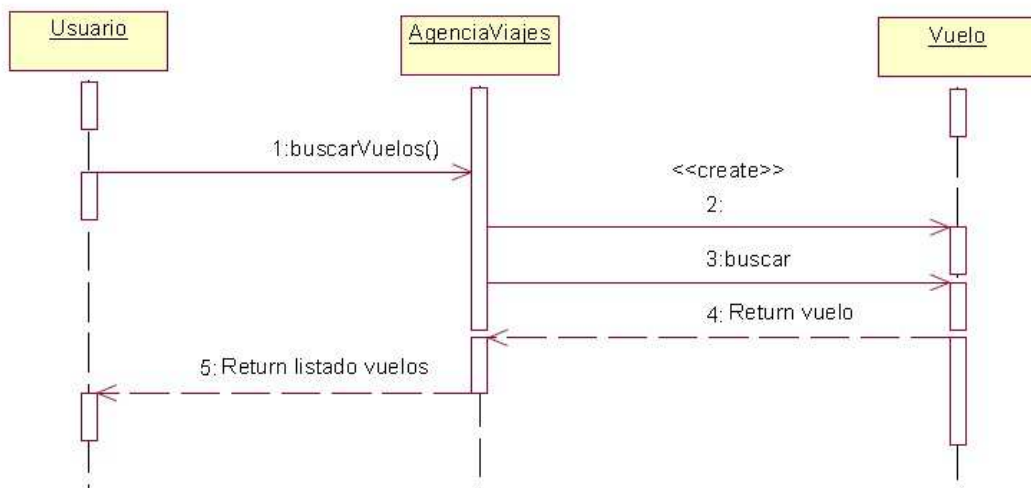 Usuario
AgenciaViajes
Vuelo
1:buscarVuelos()
<<create>>
2:
3:buscar
4: Return vuelo
5: Return listado vuelos